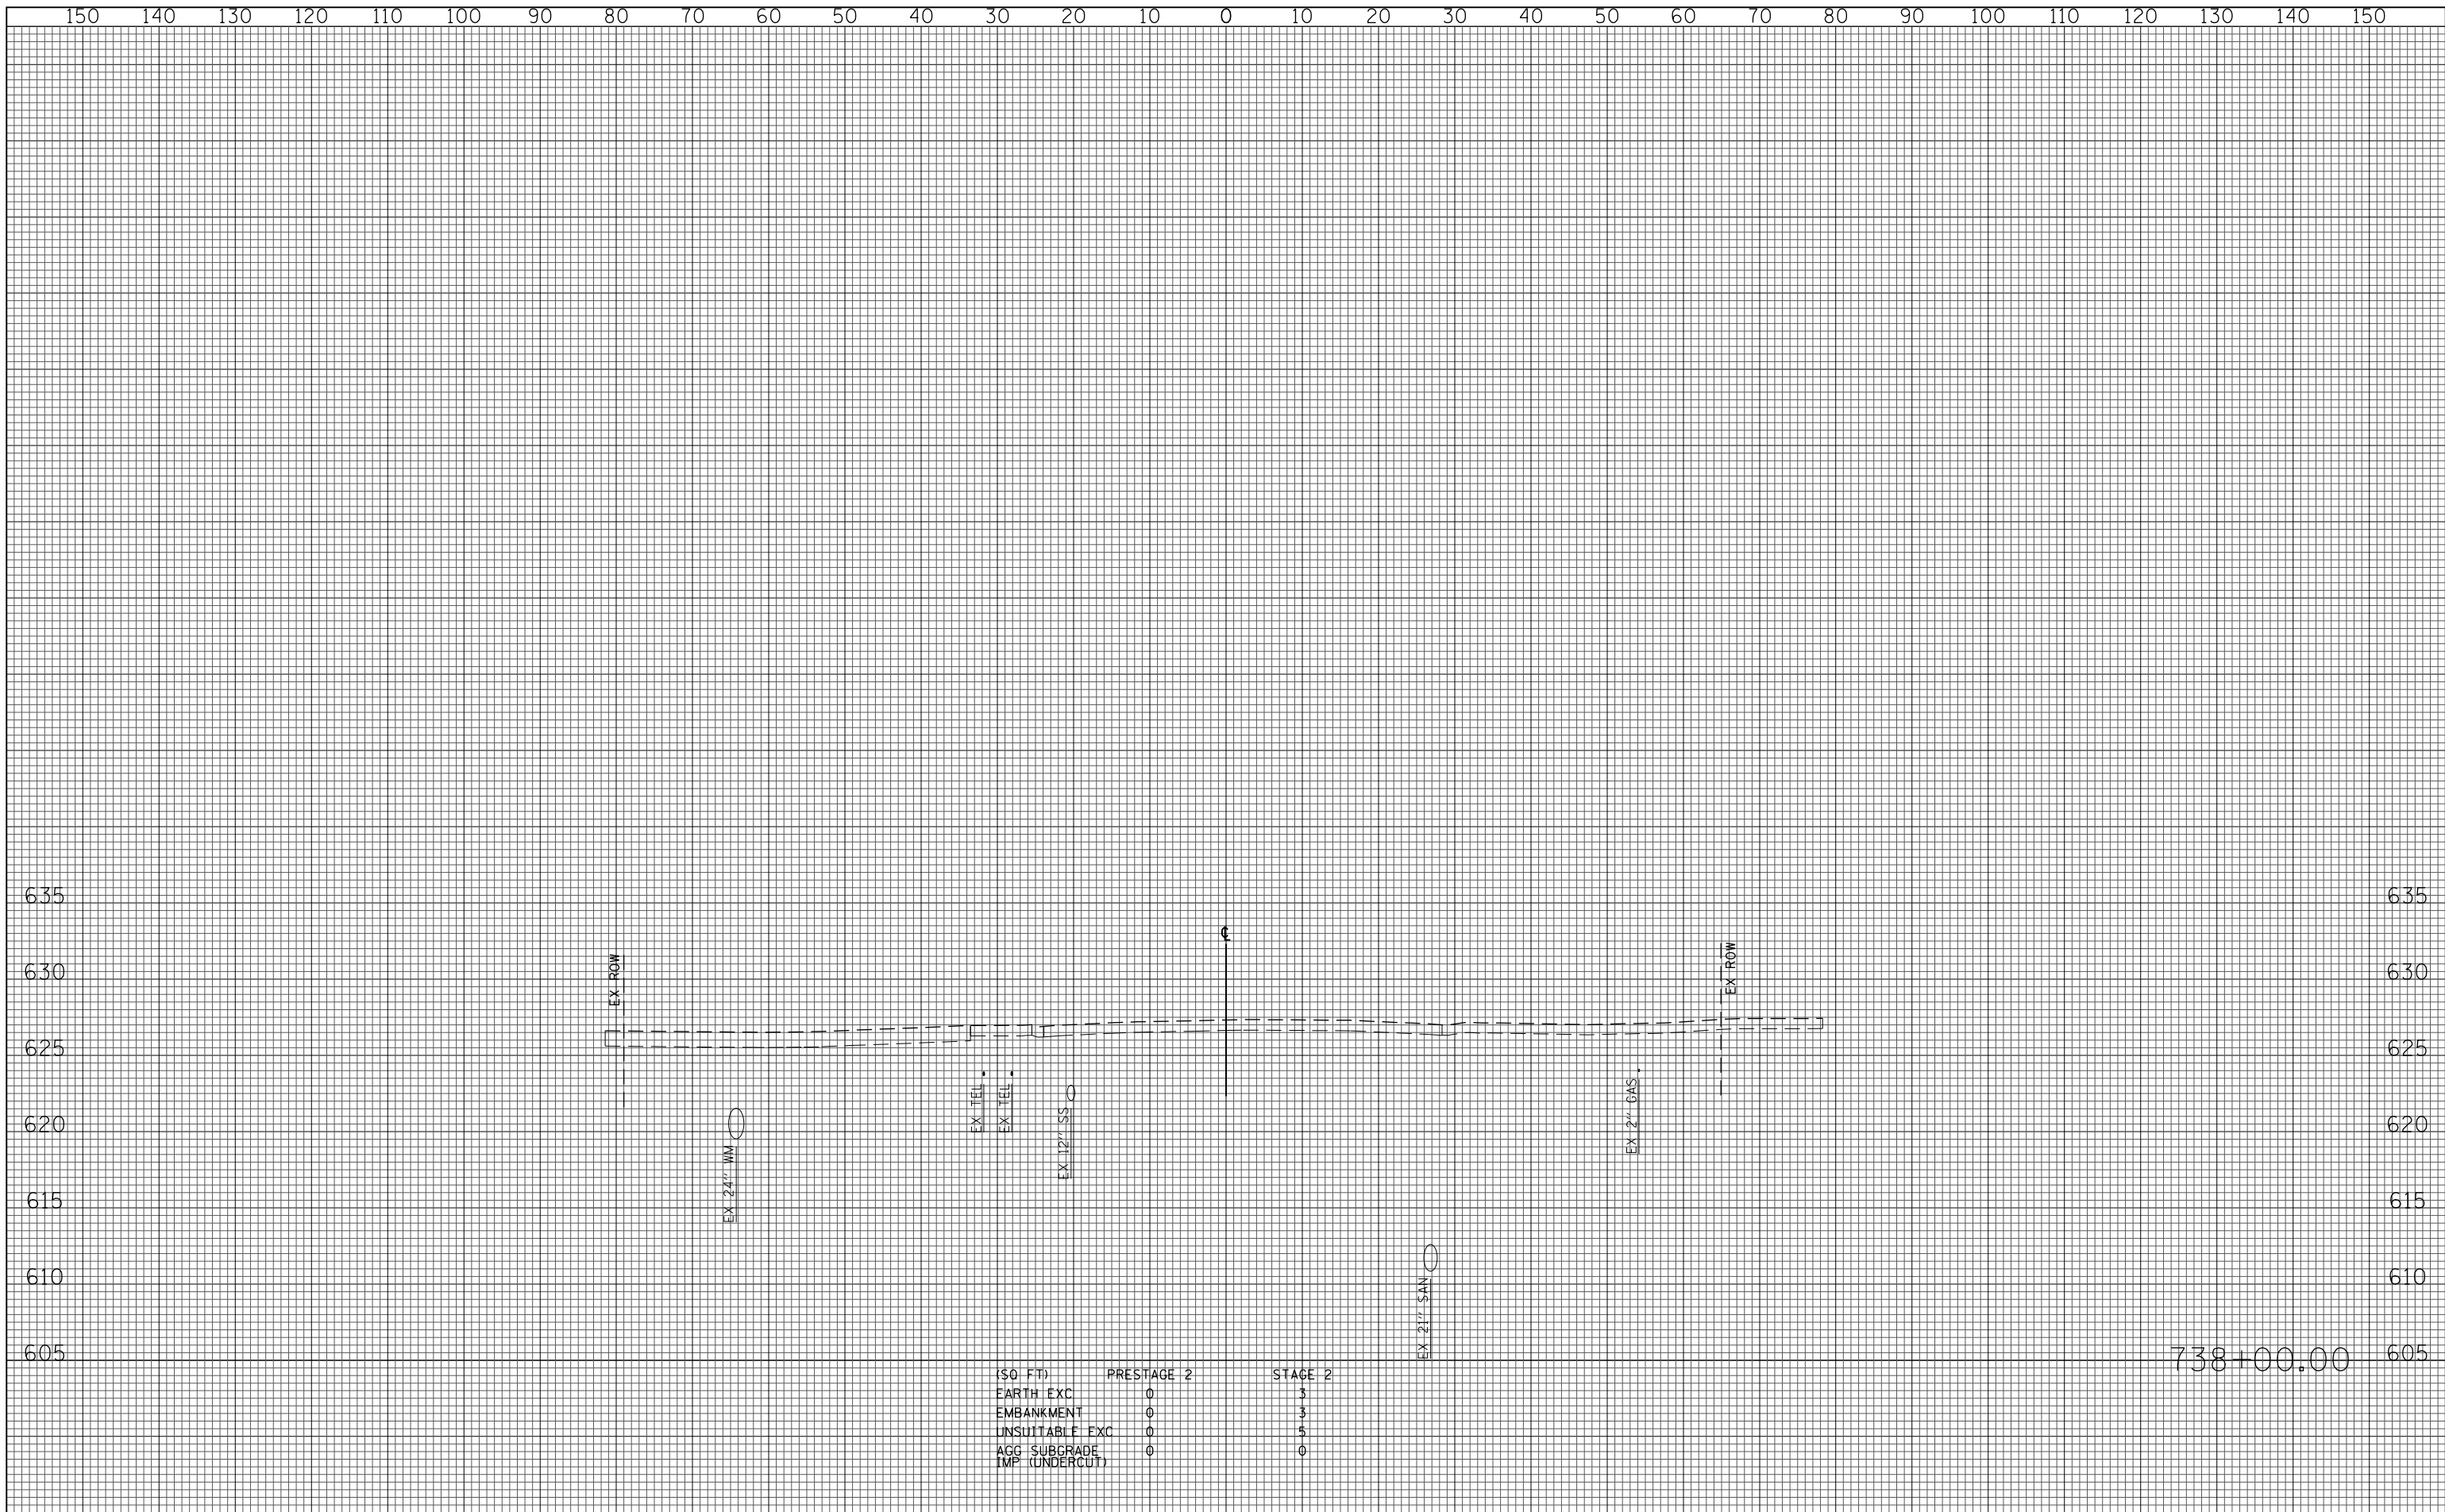 150 140 130 120 110 100 90 80 70 60 50 40 30 20 10 0 10 20 30 40 50 60 70 80 90 100 110 120 130 140 150
635 635
℄
EX ROW EX ROW
630 630
625 625
EX TEL EX TEL EX 12" SS EX 2" GAS
620 620
EX 24" WM
615 615
610 610
EX 21" SAN
605 738+00.00 605
(SQ FT) PRESTAGE 2 STAGE 2
EARTH EXC 0 3
EMBANKMENT 0 3
UNSUITABLE EXC 0 5
AGG SUBGRADE 0 0
IMP (UNDERCUT)